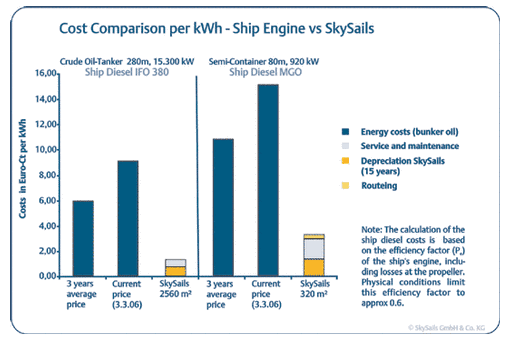 Cost Comparison per kWh - Ship Engine vs SkySails
Crude Oil-Tanker 280m, 15.300 kW
Ship Diesel IFO 380
Semi-Container 80m, 920 kW
Ship Diesel MGO
Costs in Euro-Ct per kWh
16,00
14,00
12,00
10,00
8,00
6,00
4,00
2,00
0,00
3 years
average
price
Current
price
(3.3.06)
SkySails
2560 m²
3 years
average
price
Current
price
(3.3.06)
SkySails
320 m²
Energy costs (bunker oil)
Service and maintenance
Depreciation SkySails
(15 years)
Routeing
Note: The calculation of the
ship diesel costs is based
on the efficiency factor (Pe)
of the ship's engine, inclu-
ding losses at the propeller.
Physical conditions limit
this efficiency factor to
approx 0.6.
© SkySails GmbH & Co. KG